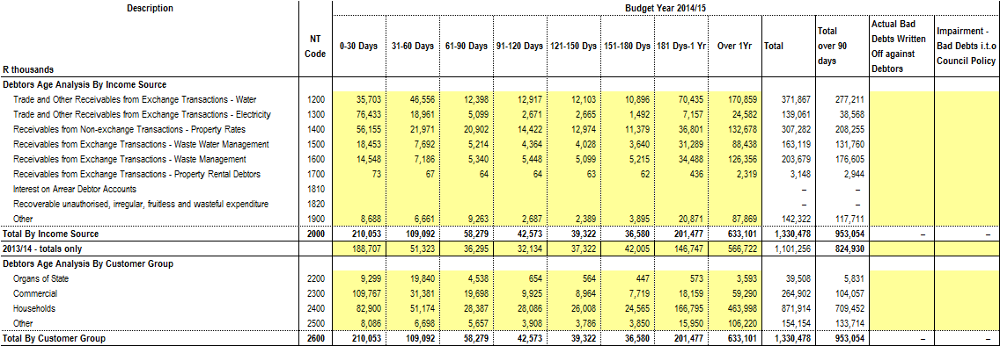 Description Budget Year 2014/15
R thousands NT Code 0-30 Days 31-60 Days 61-90 Days 91-120 Days 121-150 Dys 151-180 Dys 181 Dys-1 Yr Over 1Yr Total Total over 90 days Actual Bad Debts Written Off against Debtors Impairment - Bad Debts i.t.o Council Policy
Debtors Age Analysis By Income Source
Trade and Other Receivables from Exchange Transactions - Water 1200 35,703 46,556 12,398 12,917 12,103 10,896 70,435 170,859 371,867 277,211
Trade and Other Receivables from Exchange Transactions - Electricity 1300 76,433 18,961 5,099 2,671 2,665 1,492 7,157 24,582 139,061 38,568
Receivables from Non-exchange Transactions - Property Rates 1400 56,155 21,971 20,902 14,422 12,974 11,379 36,801 132,678 307,282 208,255
Receivables from Exchange Transactions - Waste Water Management 1500 18,453 7,692 5,214 4,364 4,028 3,640 31,289 88,438 163,119 131,760
Receivables from Exchange Transactions - Waste Management 1600 14,548 7,186 5,340 5,448 5,099 5,215 34,488 126,356 203,679 176,605
Receivables from Exchange Transactions - Property Rental Debtors 1700 73 67 64 64 63 62 436 2,319 3,148 2,944
Interest on Arrear Debtor Accounts 1810 – –
Recoverable unauthorised, irregular, fruitless and wasteful expenditure 1820 – –
Other 1900 8,688 6,661 9,263 2,687 2,389 3,895 20,871 87,869 142,322 117,711
Total By Income Source 2000 210,053 109,092 58,279 42,573 39,322 36,580 201,477 633,101 1,330,478 953,054 – –
2013/14 - totals only 188,707 51,323 36,295 32,134 37,322 42,005 146,747 566,722 1,101,256 824,930
Debtors Age Analysis By Customer Group
Organs of State 2200 9,299 19,840 4,538 654 564 447 573 3,593 39,508 5,831
Commercial 2300 109,767 31,381 19,698 9,925 8,964 7,719 18,159 59,290 264,902 104,057
Households 2400 82,900 51,174 28,387 28,086 26,008 24,565 166,795 463,998 871,914 709,452
Other 2500 8,086 6,698 5,657 3,908 3,786 3,850 15,950 106,220 154,154 133,714
Total By Customer Group 2600 210,053 109,092 58,279 42,573 39,322 36,580 201,477 633,101 1,330,478 953,054 – –